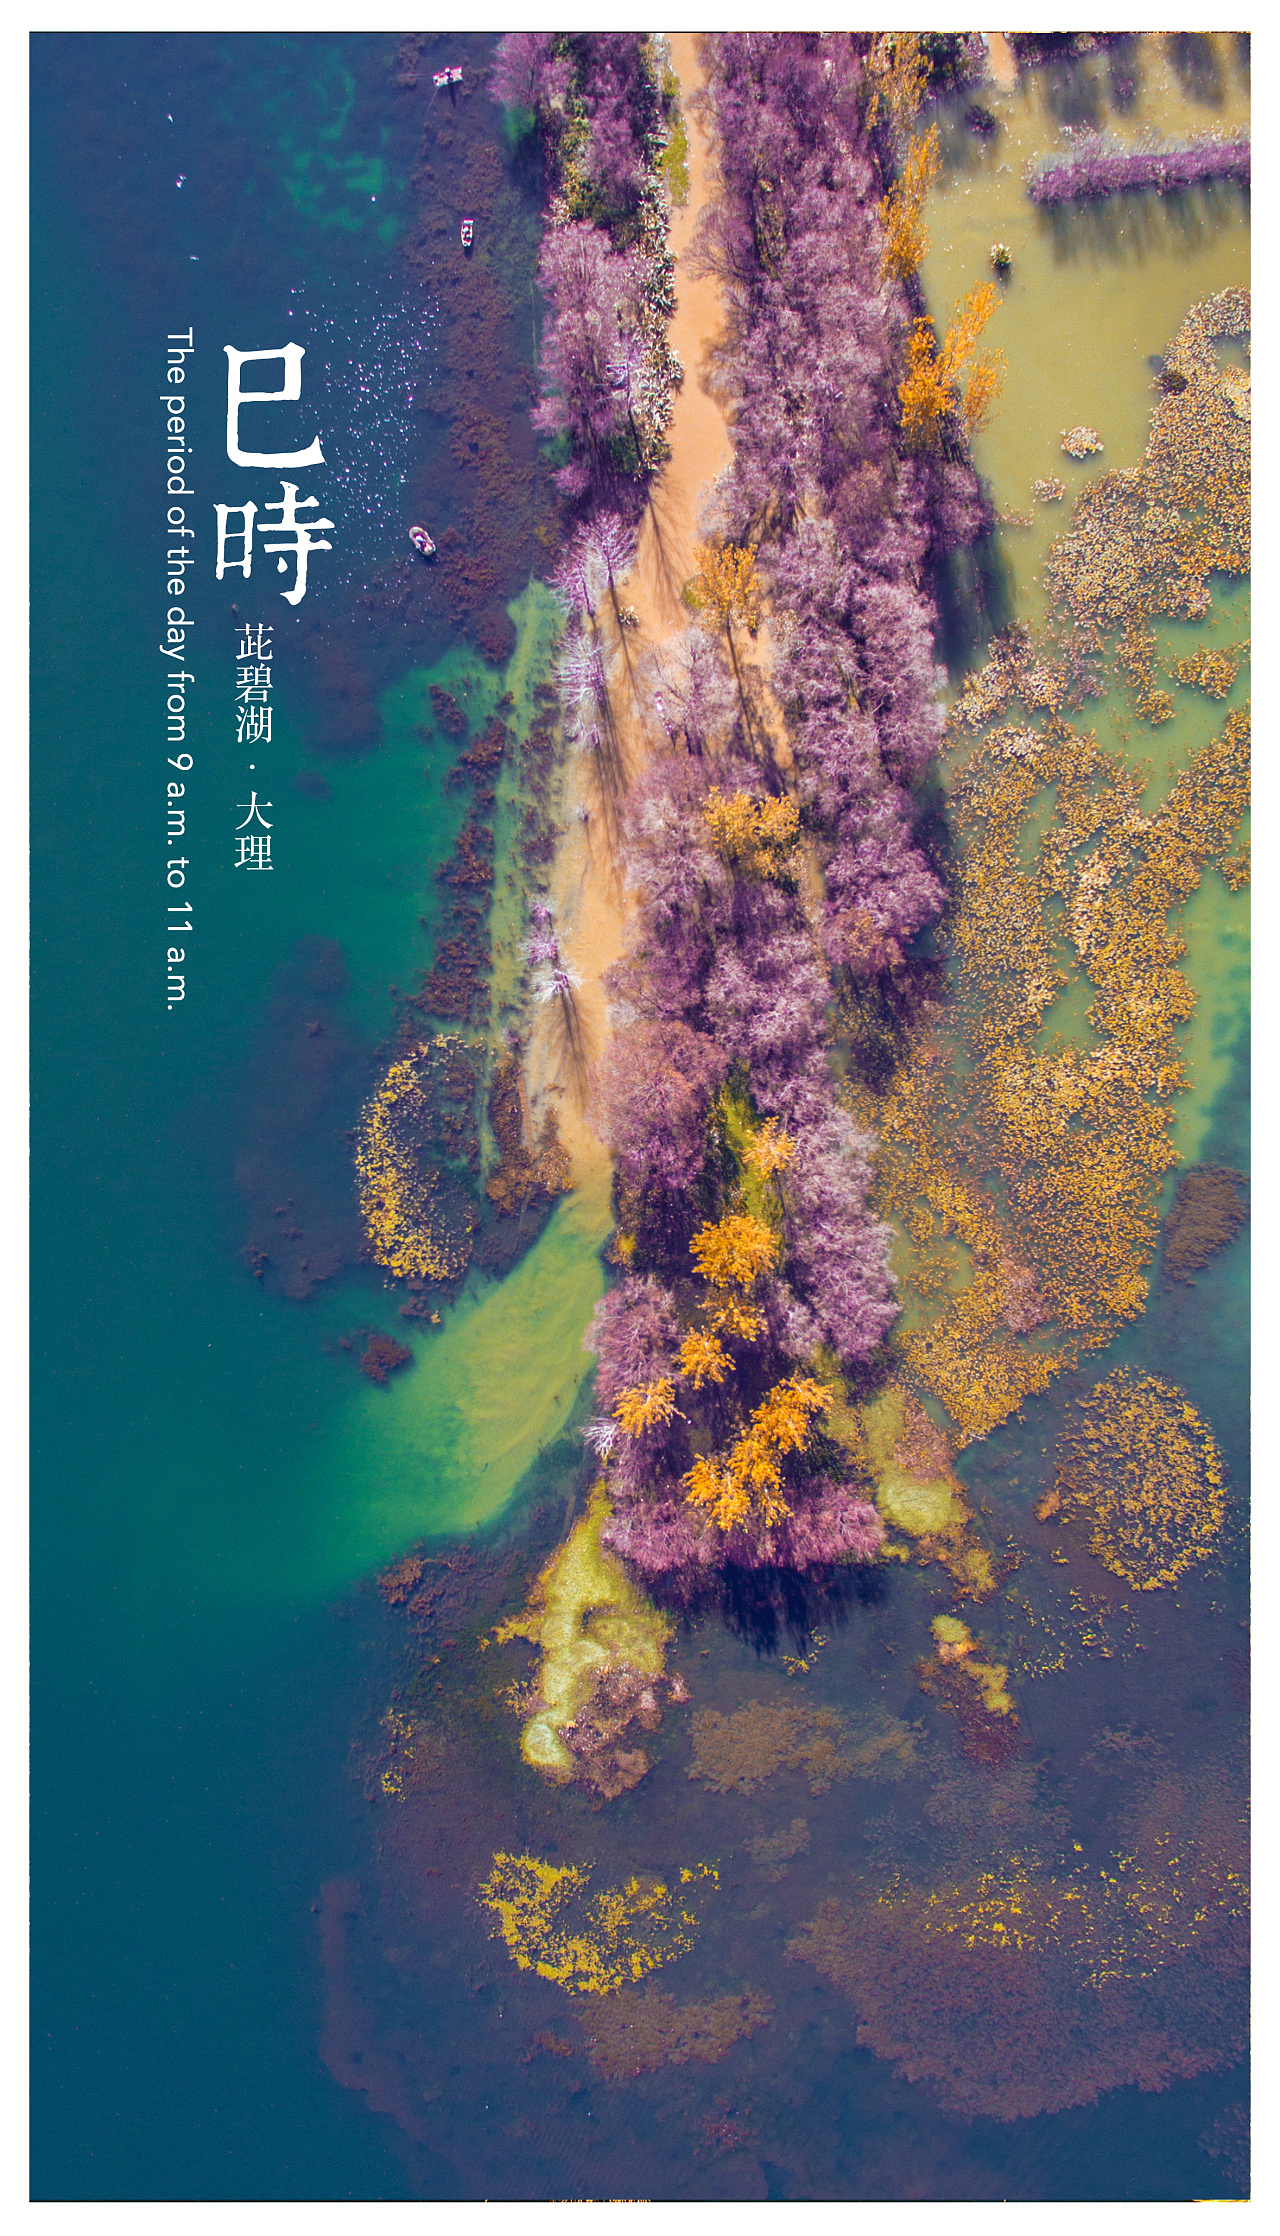 巳時
茈碧湖·大理
The period of the day from 9 a.m. to 11 a.m.